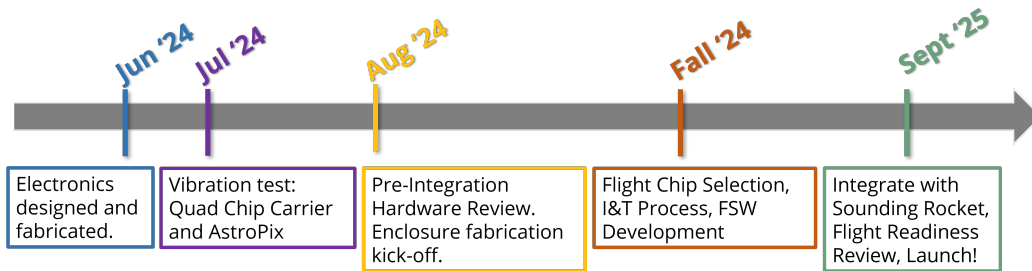 Jun ‘24
Jul ‘24
Aug ‘24
Fall ‘24
Sept ‘25
Electronics
designed and
fabricated.
Vibration test:
Quad Chip Carrier
and AstroPix
Pre-Integration
Hardware Review.
Enclosure fabrication
kick-off.
Flight Chip Selection,
I&T Process, FSW
Development
Integrate with
Sounding Rocket,
Flight Readiness
Review, Launch!